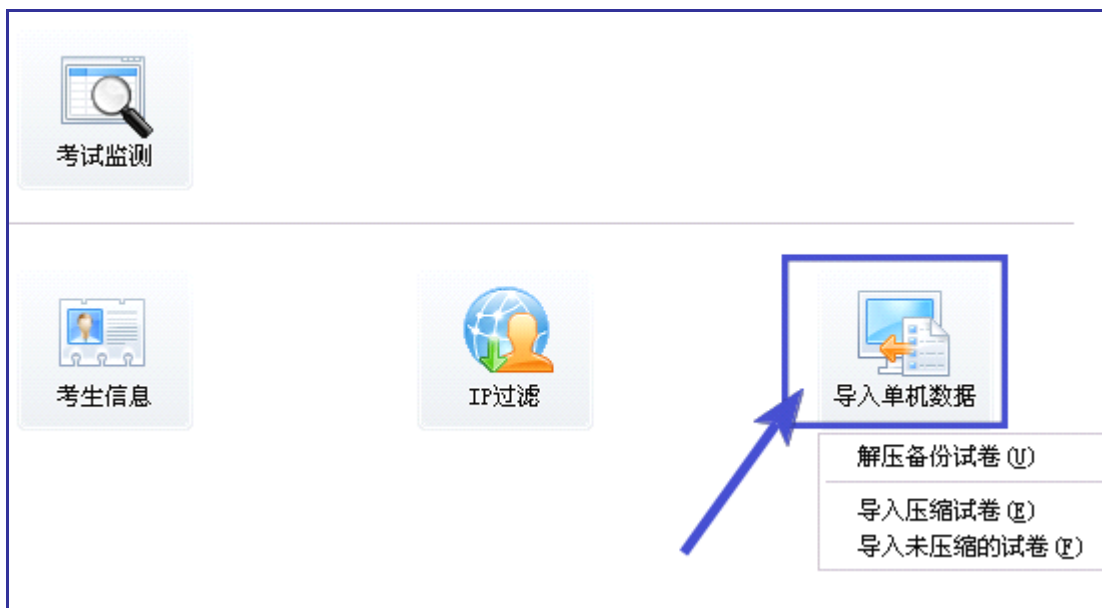 考试监测
考生信息
IP过滤
导入单机数据
解压备份试卷(U)
导入压缩试卷(E)
导入未压缩的试卷(F)